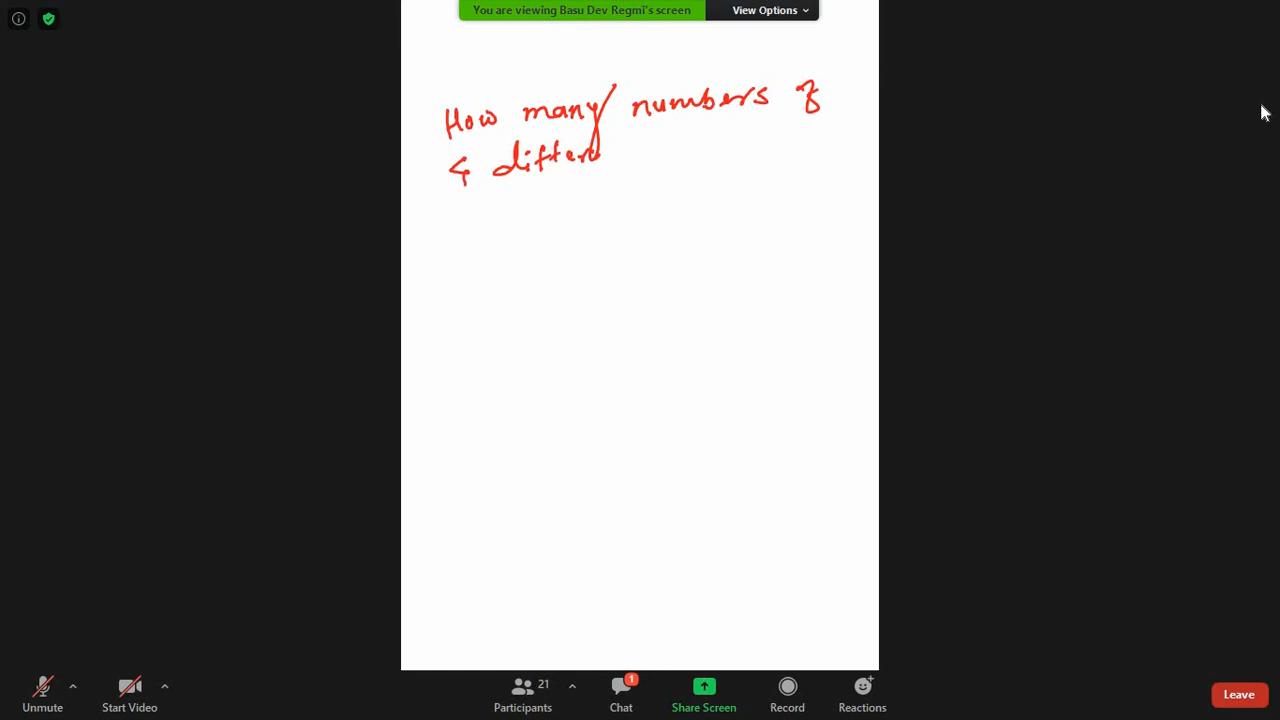 You are viewing Basu Dev Regmi's screen
View Options
How many numbers of
4 differe
Unmute
Start Video
21
Participants
1
Chat
Share Screen
Record
Reactions
Leave